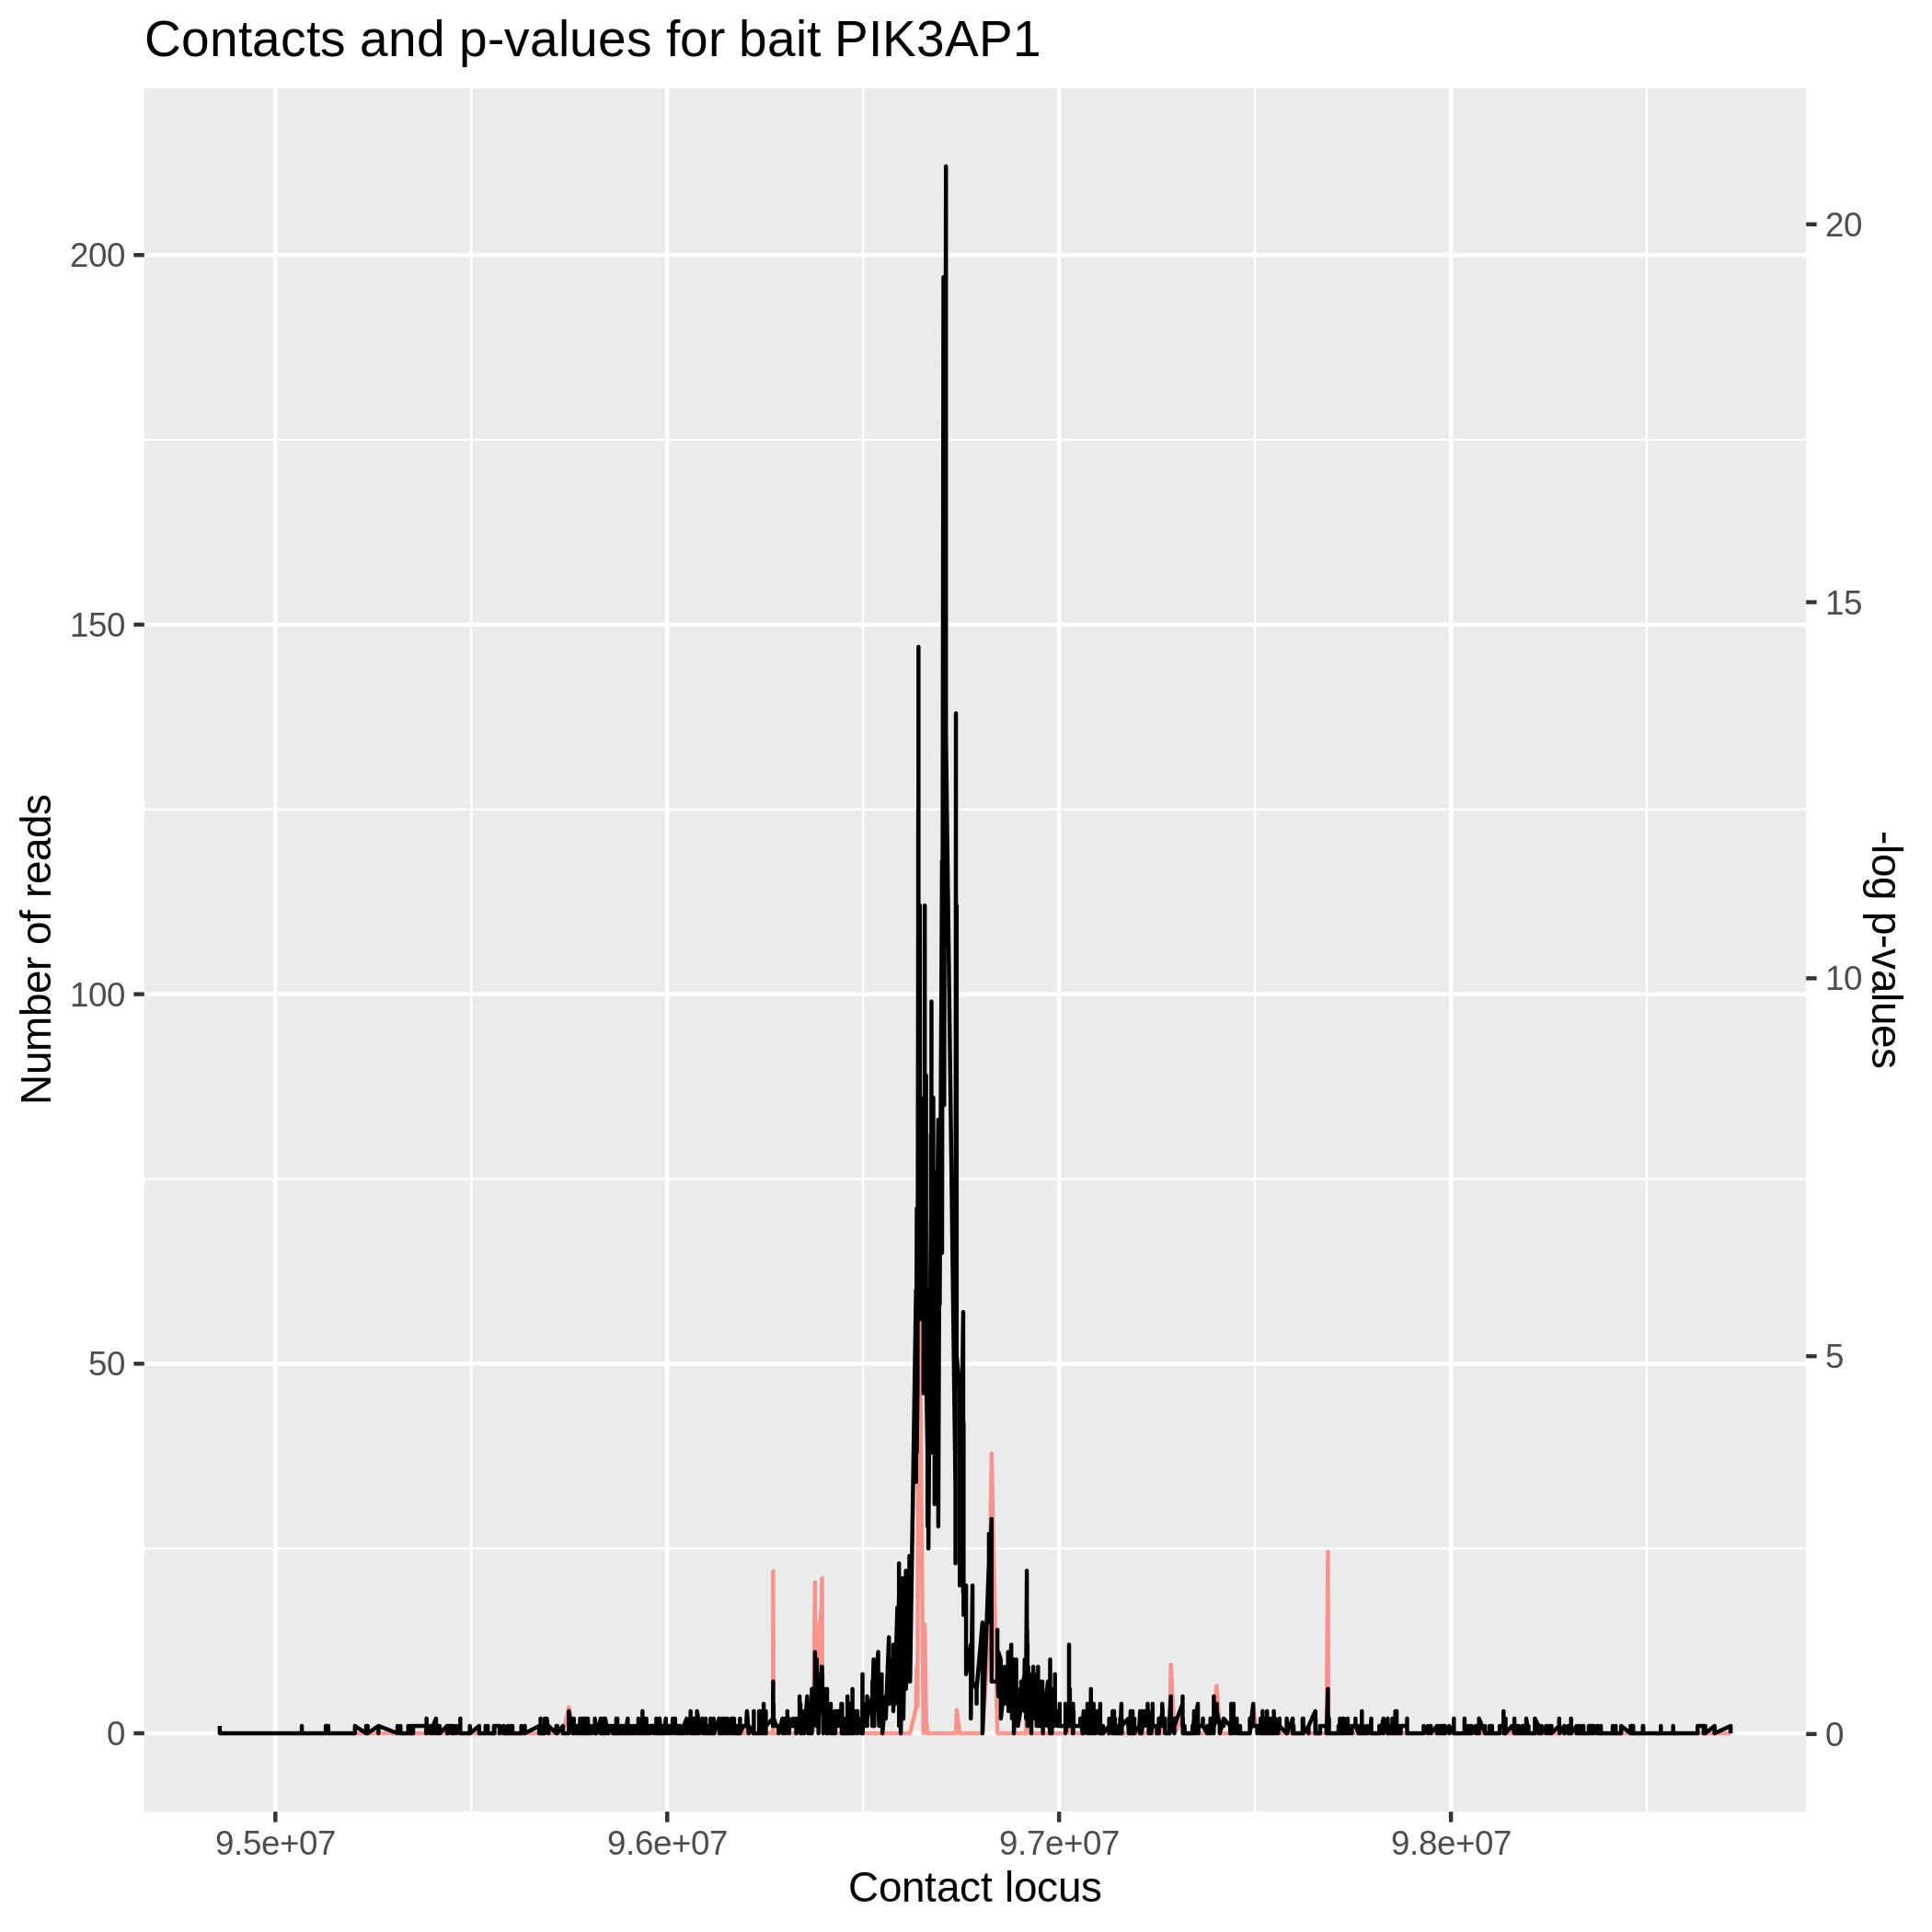 Contacts and p-values for bait PIK3AP1
Number of reads
200
150
100
50
0
20
15
10
5
0
-log p-values
9.5e+07 9.6e+07 9.7e+07 9.8e+07
Contact locus